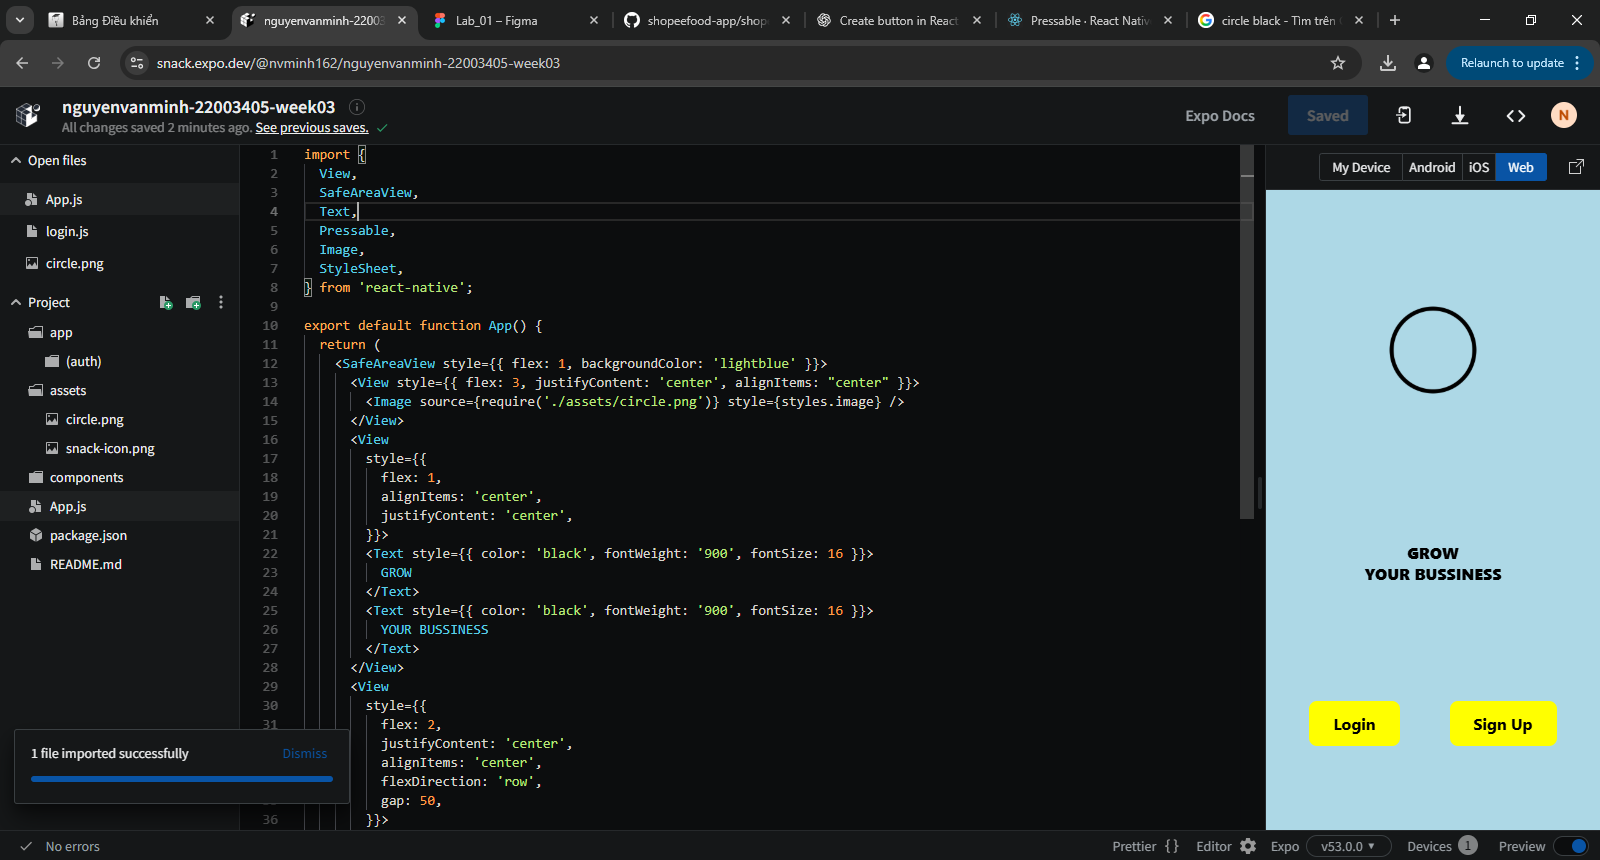 Bảng Điều khiển
nguyenvanminh-22003
Lab_01 – Figma
shopeefood-app/shop
Create button in React
Pressable · React Nativ
circle black - Tìm trên
snack.expo.dev/@nvminh162/nguyenvanminh-22003405-week03
Relaunch to update
nguyenvanminh-22003405-week03
All changes saved 2 minutes ago. See previous saves.
Expo Docs
Saved
N
Open files
App.js
login.js
circle.png
Project
app
(auth)
assets
circle.png
snack-icon.png
components
App.js
package.json
README.md
1 import {
2 View,
3 SafeAreaView,
4 Text,
5 Pressable,
6 Image,
7 StyleSheet,
8 } from 'react-native';
9
10 export default function App() {
11 return (
12 <SafeAreaView style={{ flex: 1, backgroundColor: 'lightblue' }}>
13 <View style={{ flex: 3, justifyContent: 'center', alignItems: "center" }}>
14 <Image source={require('./assets/circle.png')} style={styles.image} />
15 </View>
16 <View
17 style={{
18 flex: 1,
19 alignItems: 'center',
20 justifyContent: 'center',
21 }}>
22 <Text style={{ color: 'black', fontWeight: '900', fontSize: 16 }}>
23 GROW
24 </Text>
25 <Text style={{ color: 'black', fontWeight: '900', fontSize: 16 }}>
26 YOUR BUSSINESS
27 </Text>
28 </View>
29 <View
30 style={{
31 flex: 2,
justifyContent: 'center',
alignItems: 'center',
flexDirection: 'row',
gap: 50,
36 }}>
1 file imported successfully
Dismiss
My Device
Android
iOS
Web
GROW
YOUR BUSSINESS
Login
Sign Up
No errors
Prettier {}
Editor
Expo
v53.0.0
Devices 1
Preview